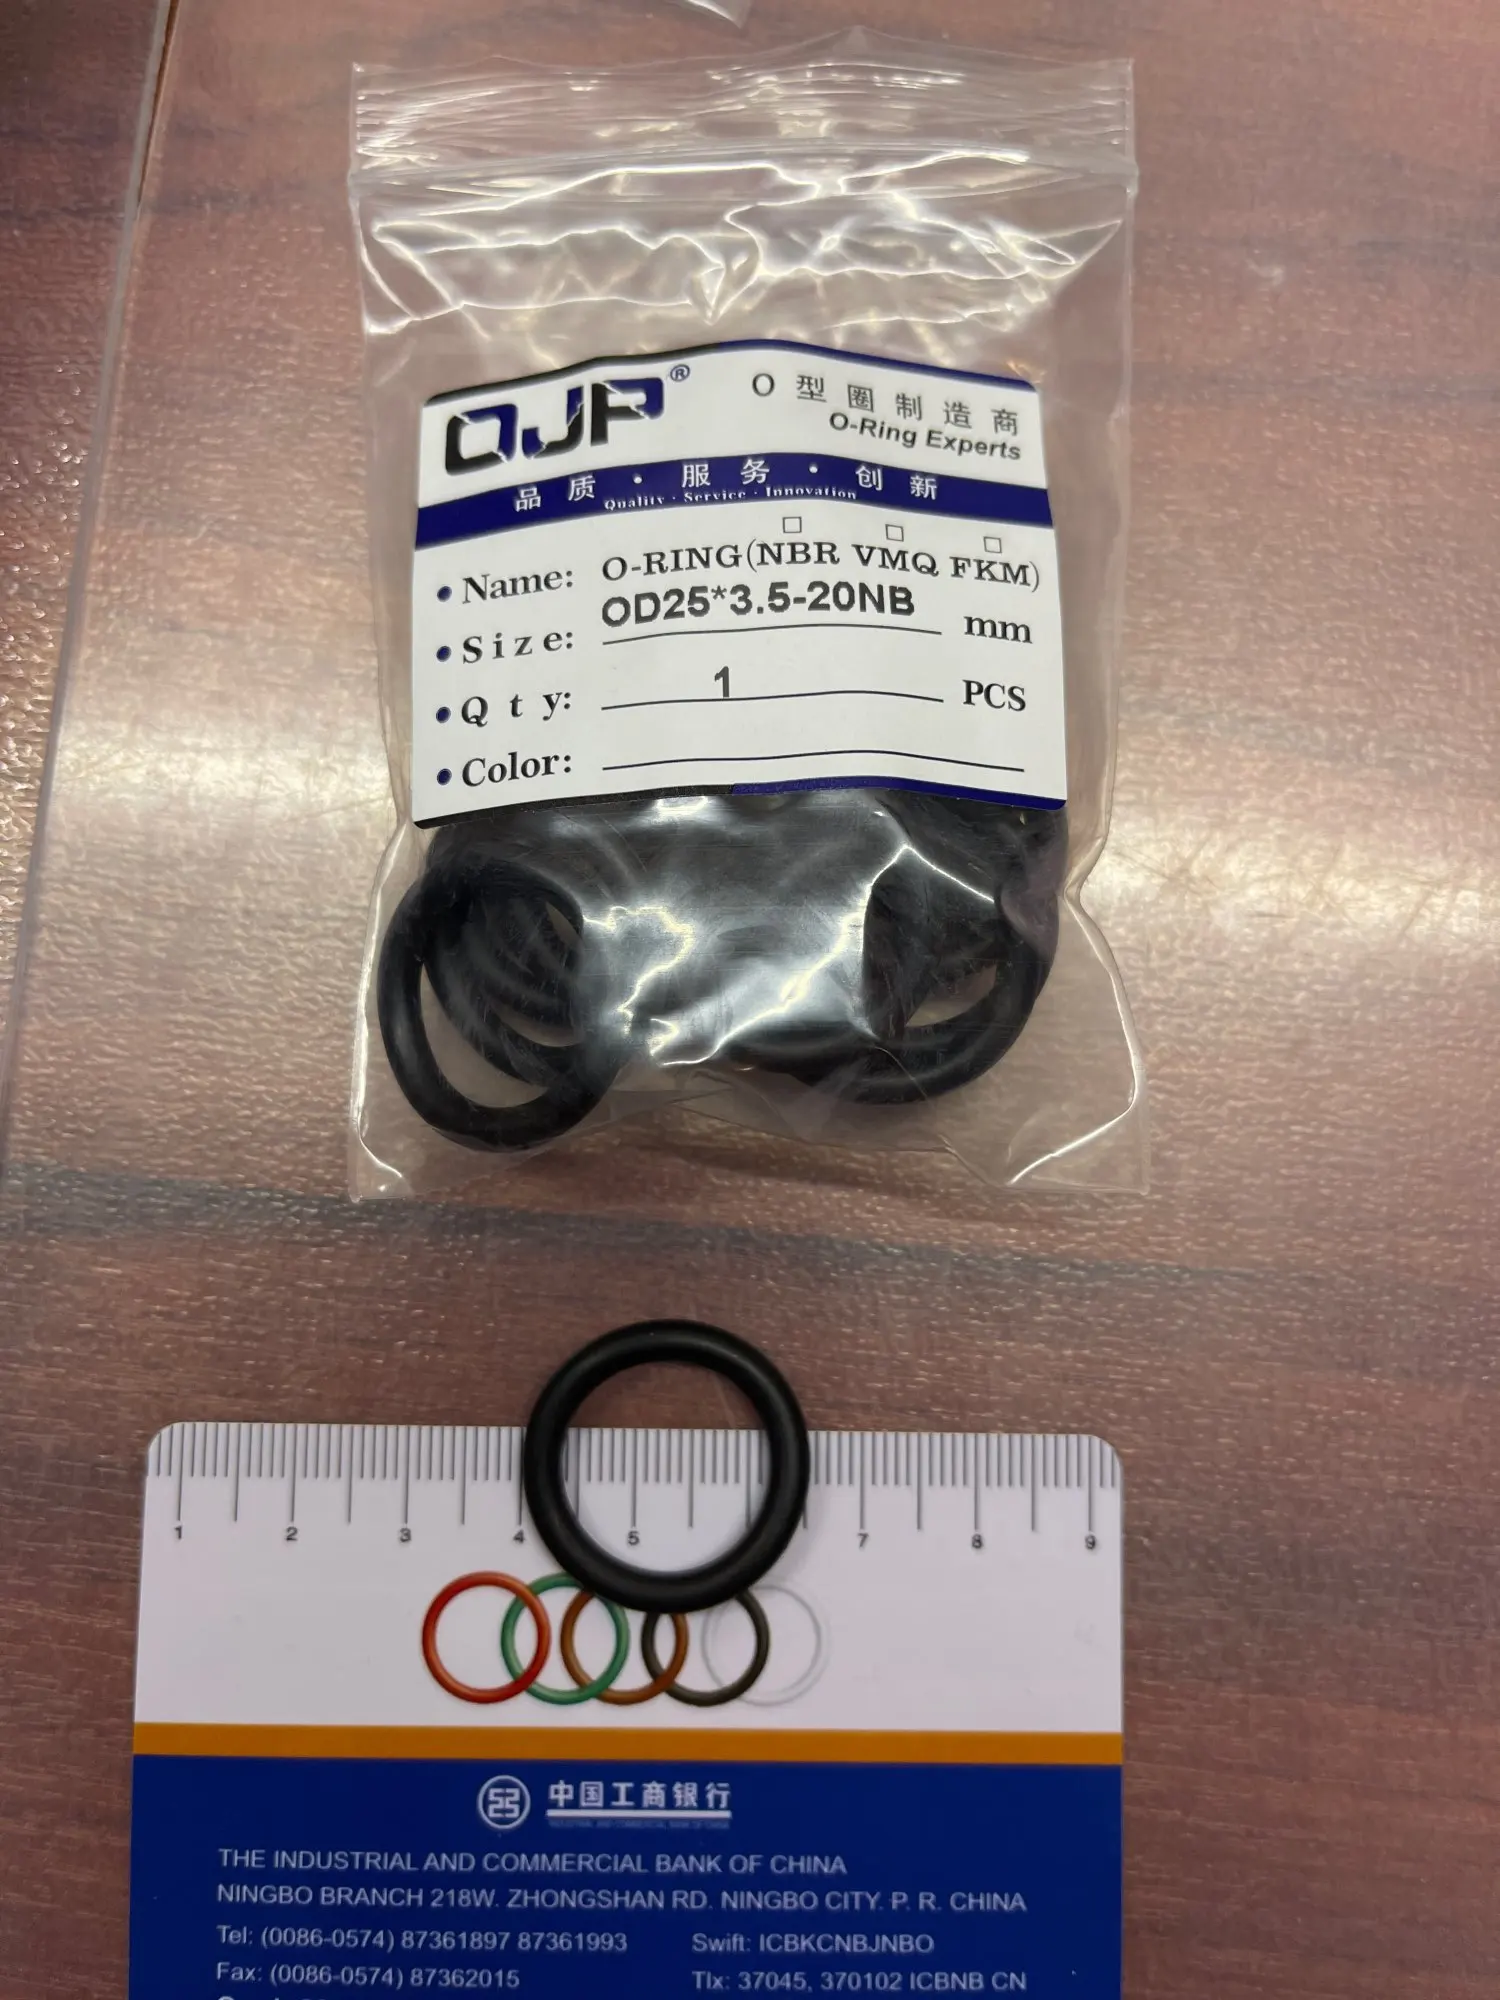 OJP®
O 型 圈 制 造 商
O-Ring Experts
品 质 · 服 务 · 创 新
Quality · Service · Innovation
□ □ □
• Name: O-RING(NBR VMQ FKM)
• Size: OD25*3.5-20NB mm
• Qty: 1 PCS
• Color:
1 2 3 4 5 7 8 9
中国工商银行
THE INDUSTRIAL AND COMMERCIAL BANK OF CHINA
NINGBO BRANCH 218W. ZHONGSHAN RD. NINGBO CITY. P. R. CHINA
Tel: (0086-0574) 87361897 87361993 Swift: ICBKCNBJNBO
Fax: (0086-0574) 87362015 Tlx: 37045, 370102 ICBNB CN